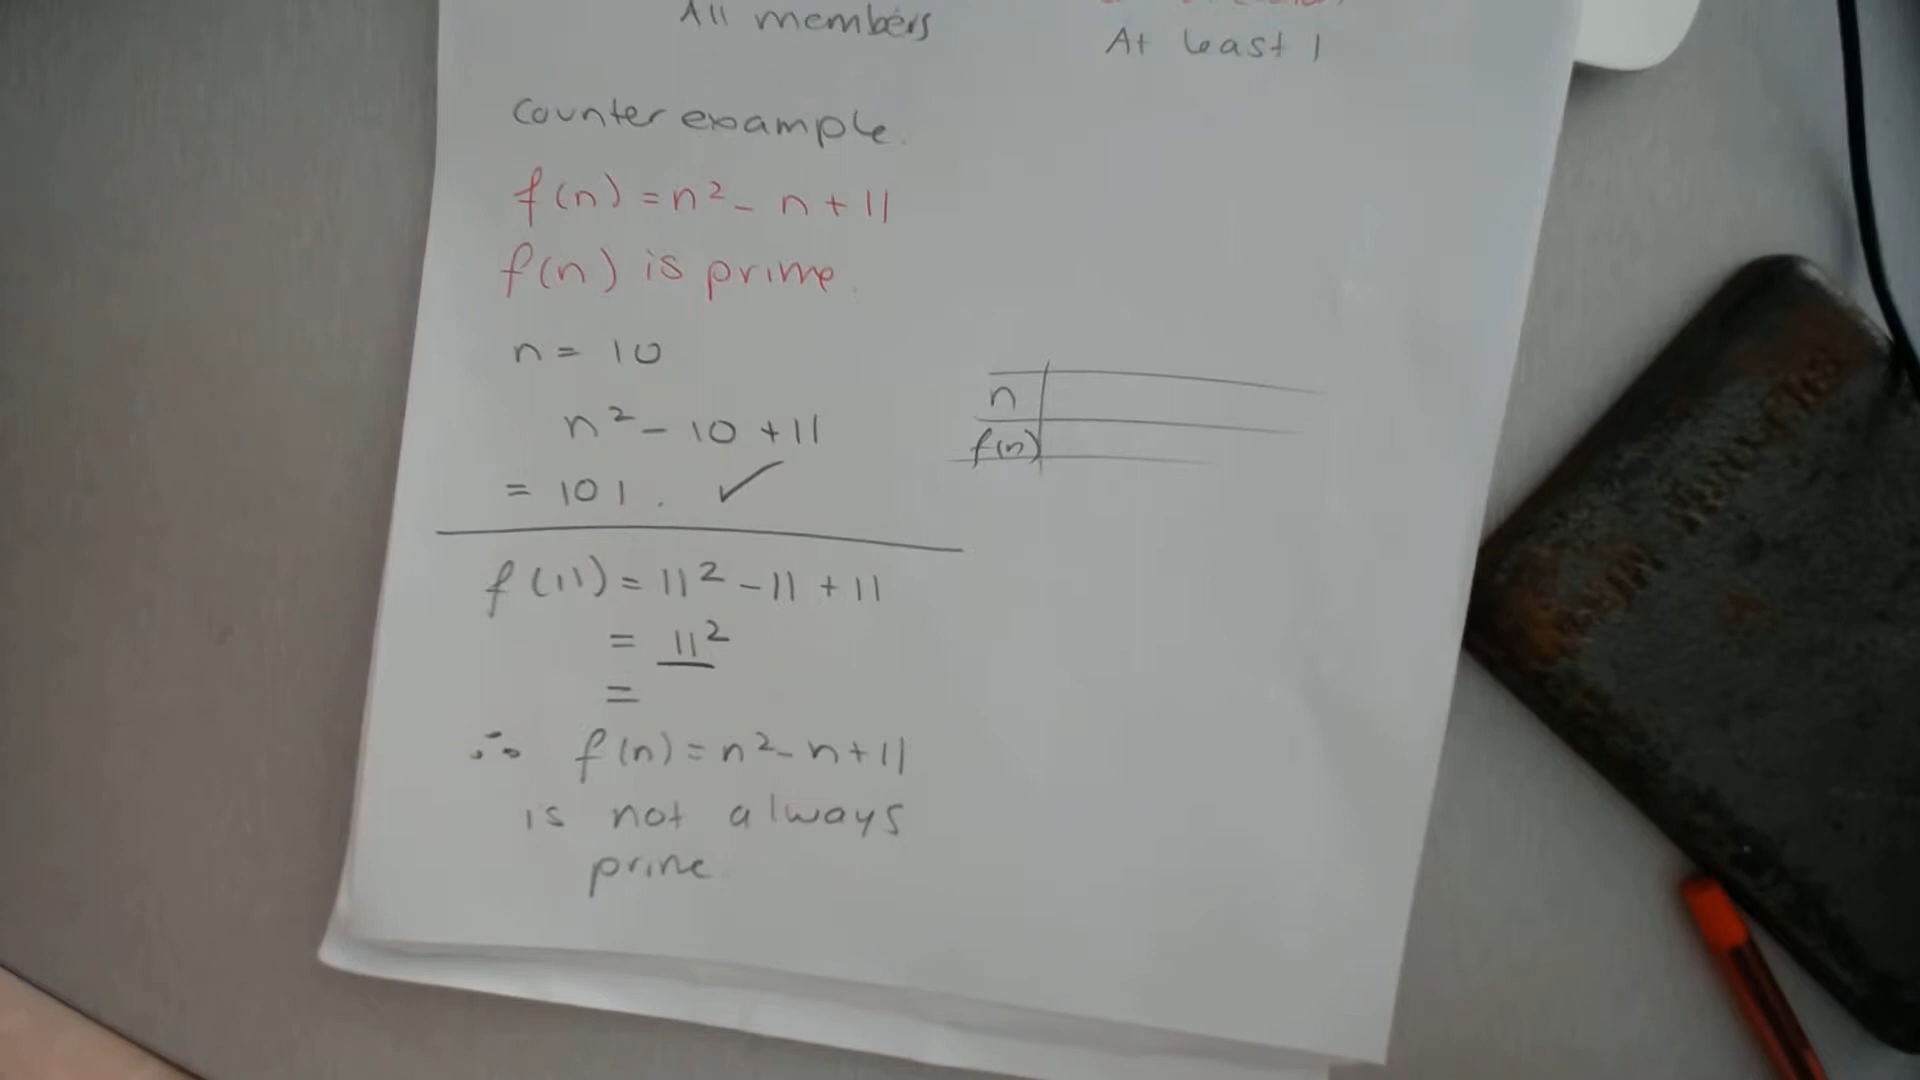 All members
At least 1
Counter example.
f(n) = n² - n + 11
f(n) is prime.
n = 10
n² - 10 + 11
= 101. ✓
n
f(n)
f(11) = 11² - 11 + 11
= 11²
=
∴ f(n) = n² - n + 11
is not always
prime.